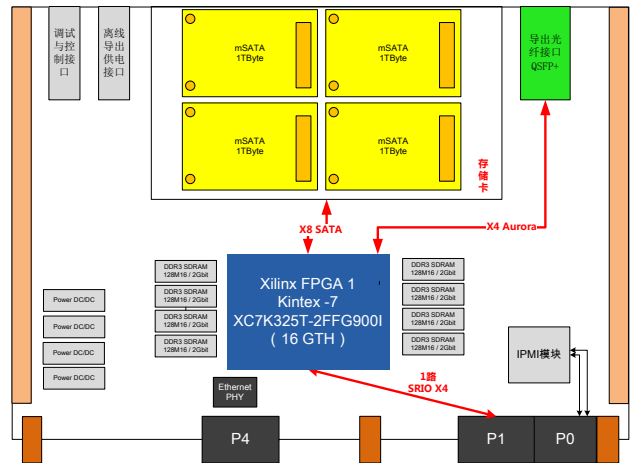 调试
与控
制接
口
离线
导出
供电
接口
mSATA
1TByte
mSATA
1TByte
导出光
纤接口
QSFP+
mSATA
1TByte
mSATA
1TByte
存
储
卡
X8 SATA
X4 Aurora
DDR3 SDRAM
128M16 / 2Gbit
DDR3 SDRAM
128M16 / 2Gbit
DDR3 SDRAM
128M16 / 2Gbit
DDR3 SDRAM
128M16 / 2Gbit
Xilinx FPGA 1
Kintex -7
XC7K325T-2FFG900I
（ 16 GTH ）
DDR3 SDRAM
128M16 / 2Gbit
DDR3 SDRAM
128M16 / 2Gbit
DDR3 SDRAM
128M16 / 2Gbit
DDR3 SDRAM
128M16 / 2Gbit
Power DC/DC
Power DC/DC
Power DC/DC
Power DC/DC
IPMI模块
Ethernet
PHY
1路
SRIO X4
P4
P1
P0